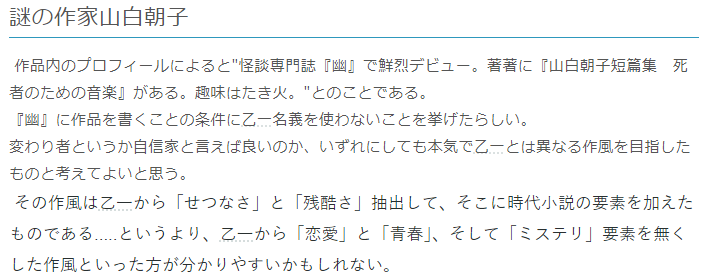 謎の作家山白朝子
作品内のプロフィールによると"怪談専門誌『幽』で鮮烈デビュー。著著に『山白朝子短篇集　死
者のための音楽』がある。趣味はたき火。"とのことである。
『幽』に作品を書くことの条件に乙一名義を使わないことを挙げたらしい。
変わり者というか自信家と言えば良いのか、いずれにしても本気で乙一とは異なる作風を目指した
ものと考えてよいと思う。
その作風は乙一から「せつなさ」と「残酷さ」抽出して、そこに時代小説の要素を加えた
ものである.....というより、乙一から「恋愛」と「青春」、そして「ミステリ」要素を無く
した作風といった方が分かりやすいかもしれない。